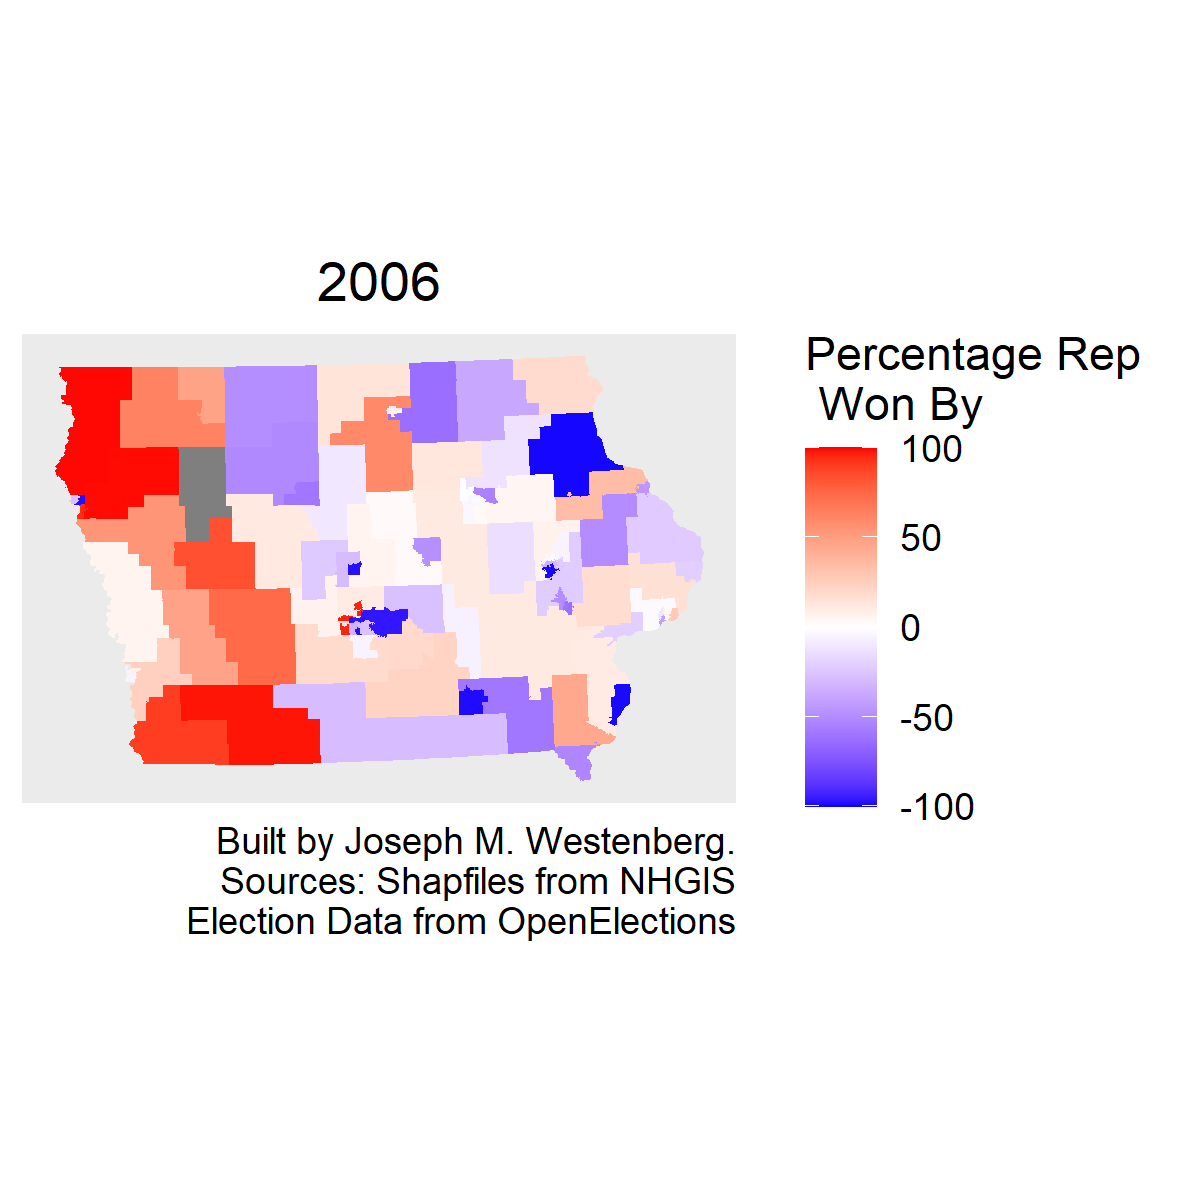 2006
Percentage Rep
Won By
100
50
0
-50
-100
Built by Joseph M. Westenberg.
Sources: Shapfiles from NHGIS
Election Data from OpenElections